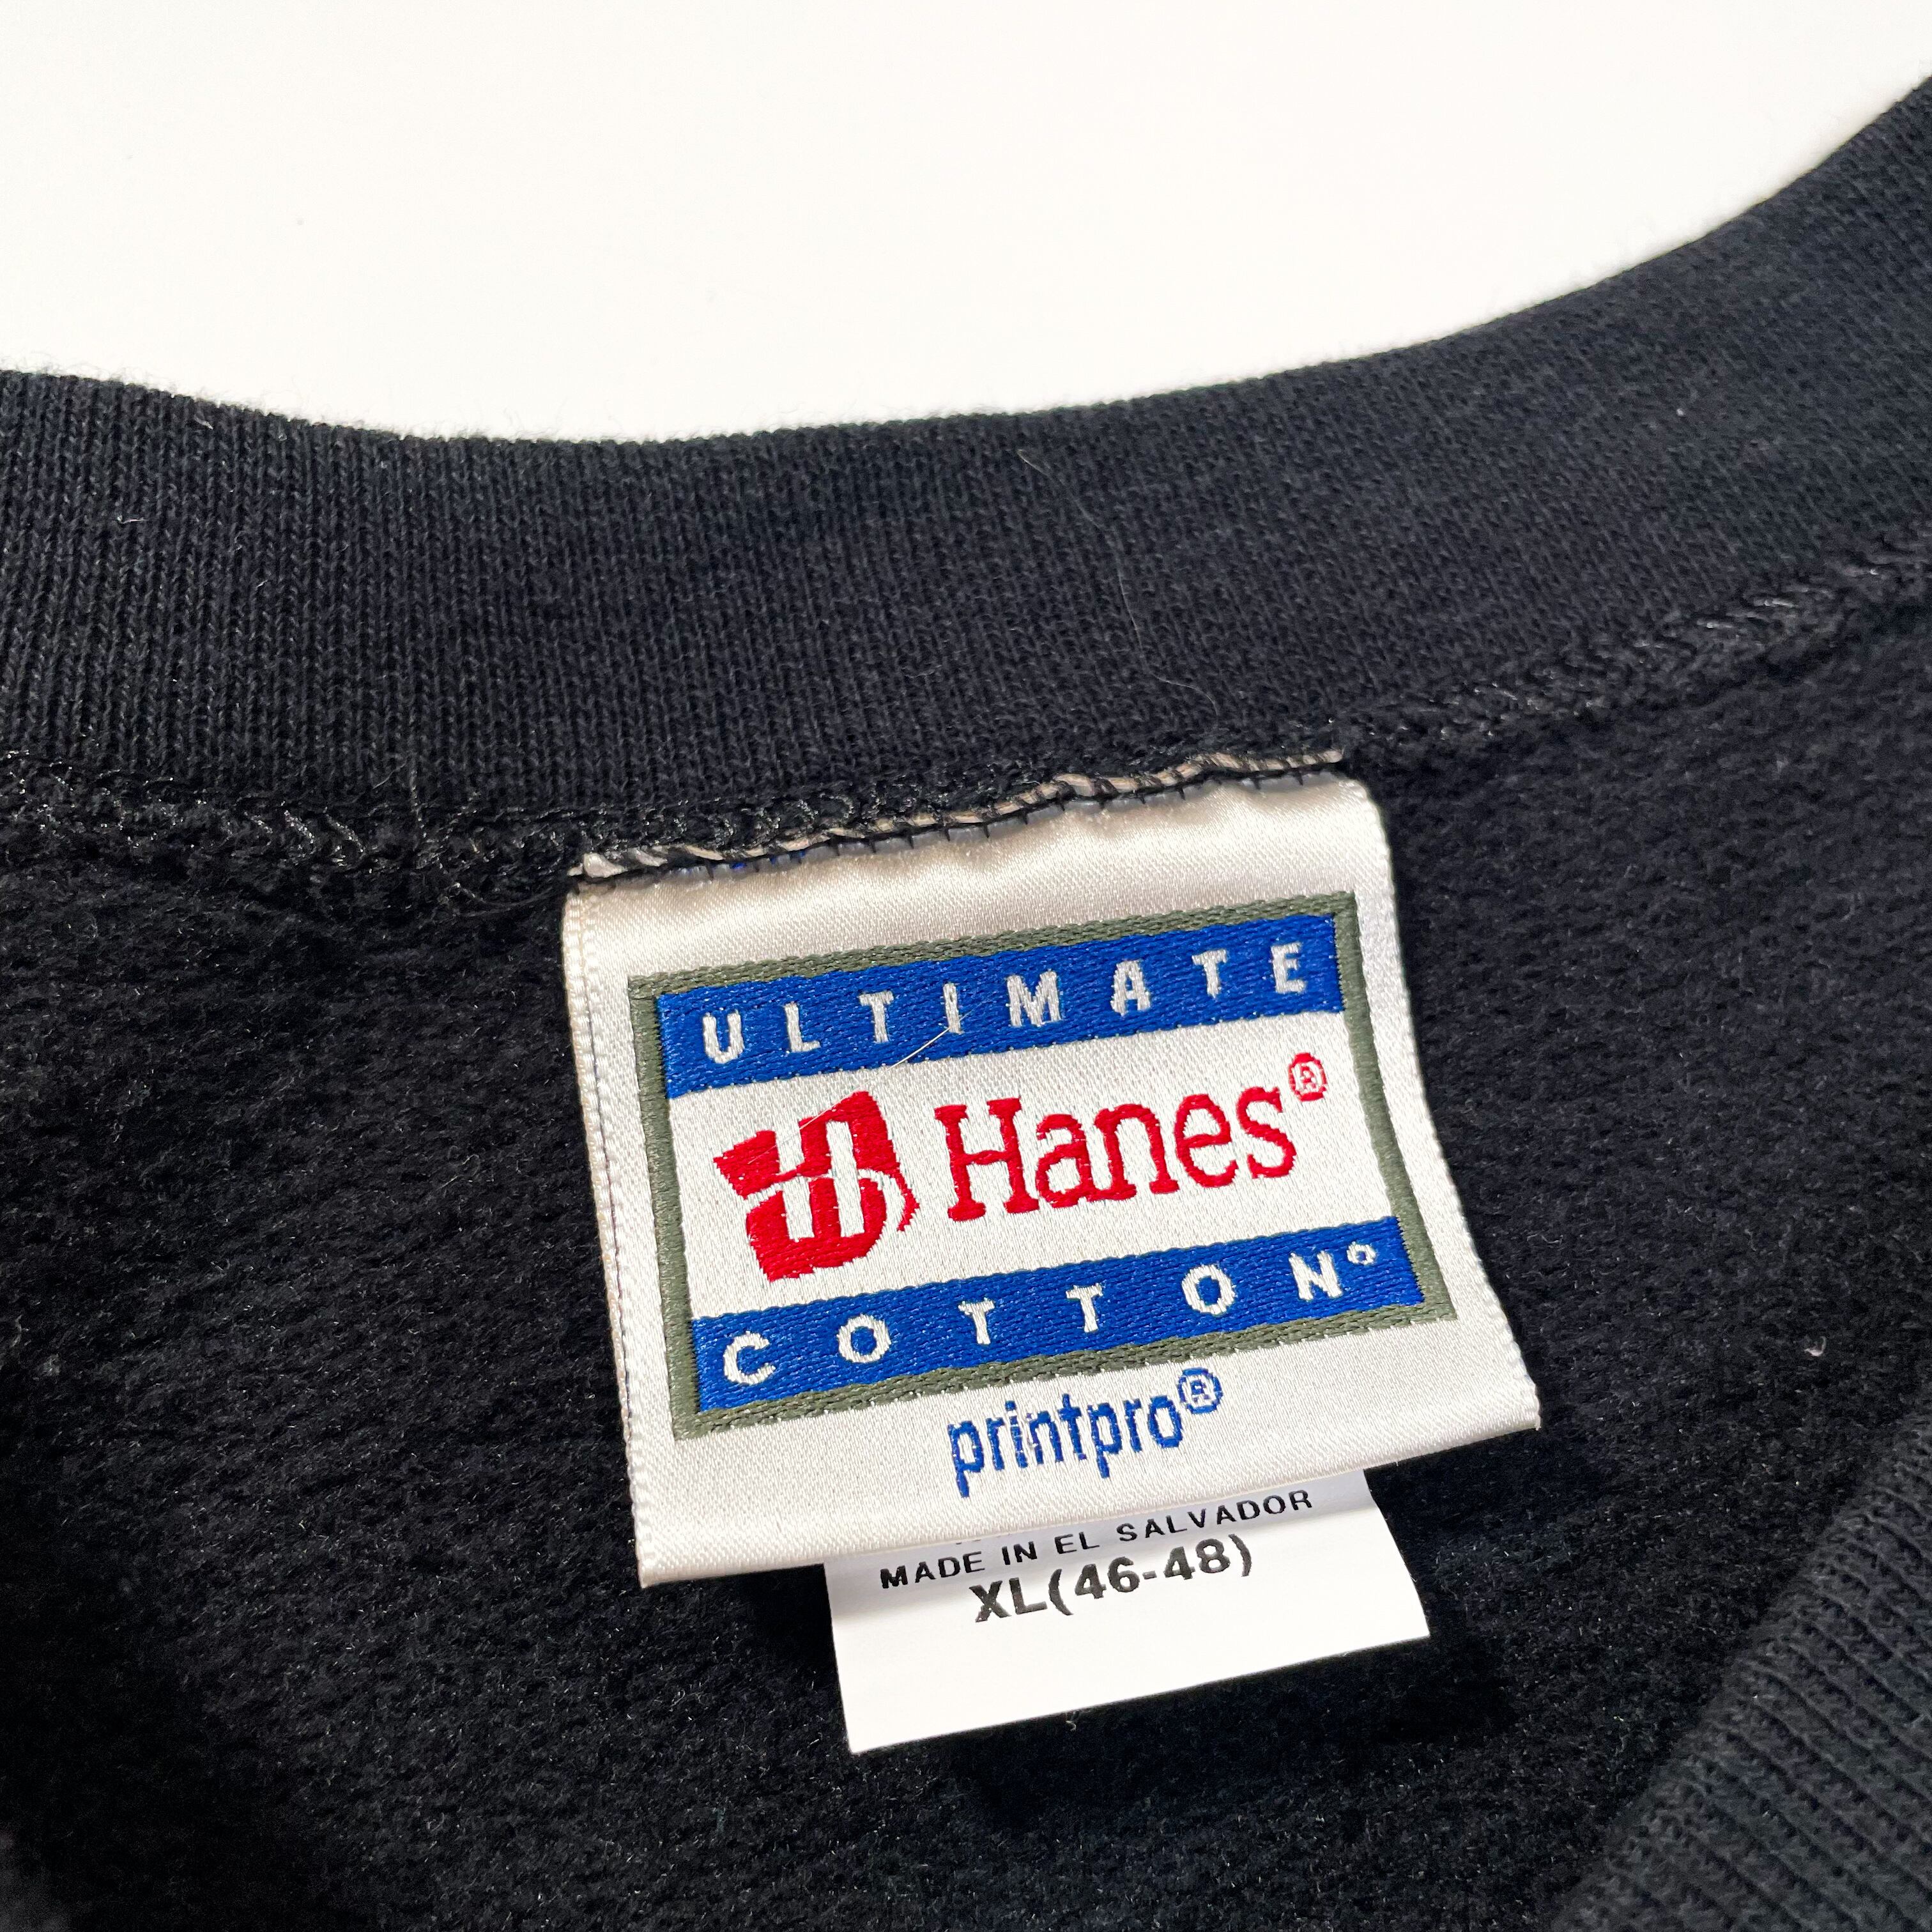 ULTIMATE
Hanes®
COTTON®
printpro®
MADE IN EL SALVADOR
XL(46-48)